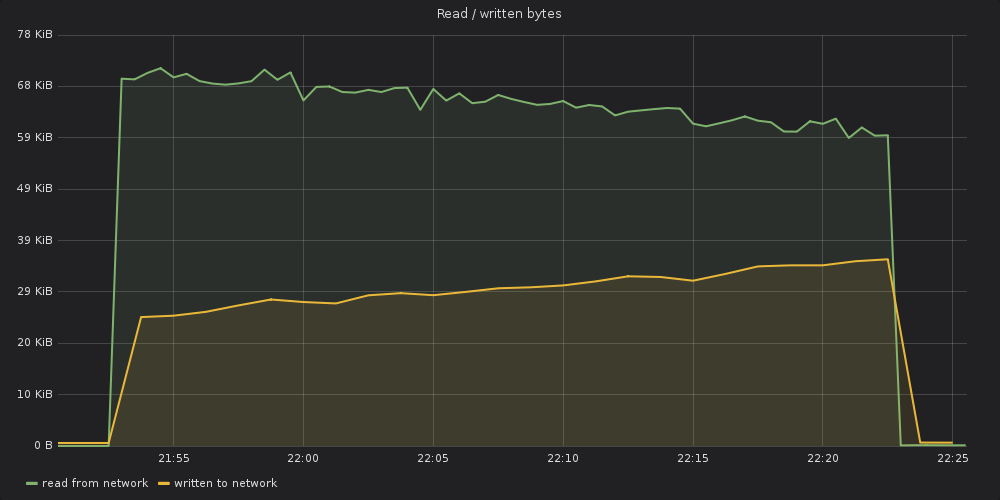 Read / written bytes
78 KiB
68 KiB
59 KiB
49 KiB
39 KiB
29 KiB
20 KiB
10 KiB
0 B
21:55 22:00 22:05 22:10 22:15 22:20 22:25
read from network written to network